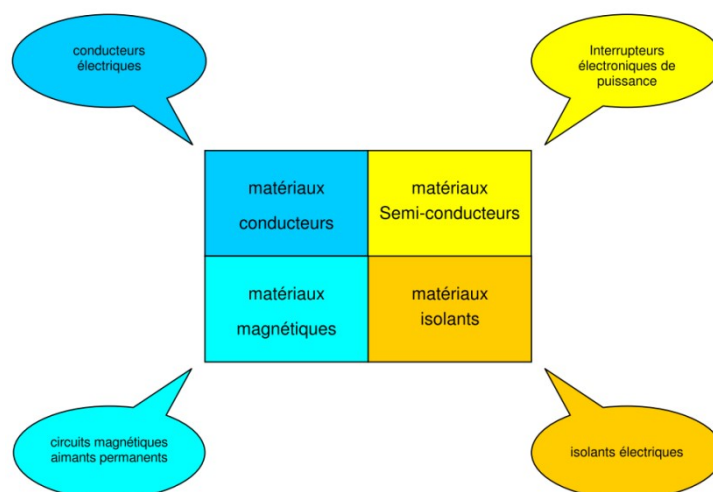 conducteurs
électriques
Interrupteurs
électroniques de
puissance
matériaux
conducteurs
matériaux
Semi-conducteurs
matériaux
magnétiques
matériaux
isolants
circuits magnétiques
aimants permanents
isolants électriques